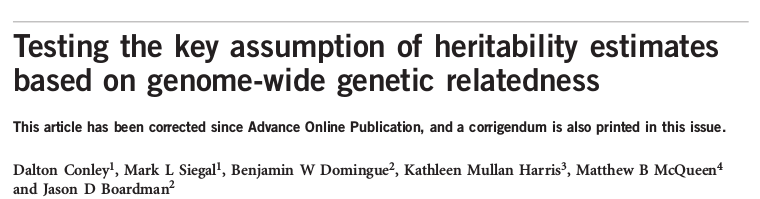 Testing the key assumption of heritability estimates
based on genome-wide genetic relatedness
This article has been corrected since Advance Online Publication, and a corrigendum is also printed in this issue.
Dalton Conley1, Mark L Siegal1, Benjamin W Domingue2, Kathleen Mullan Harris3, Matthew B McQueen4
and Jason D Boardman2